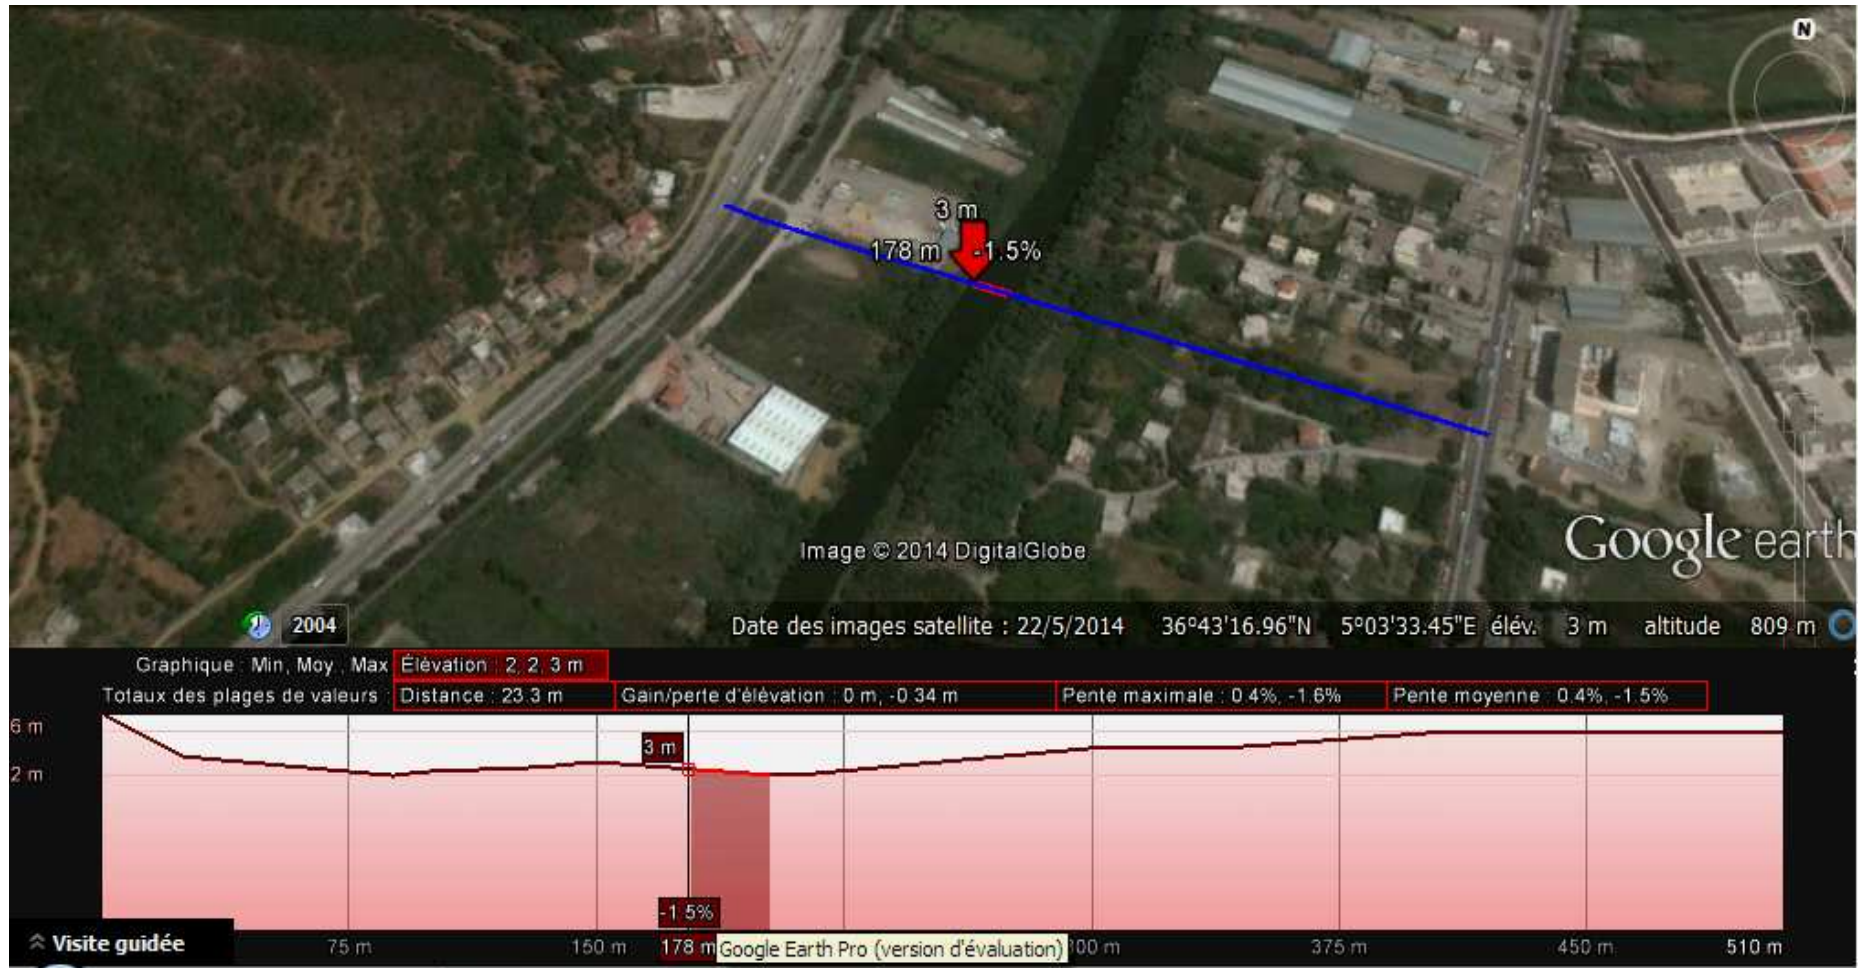 N
3 m
178 m -1.5%
Image © 2014 DigitalGlobe
Google earth
2004
Date des images satellite : 22/5/2014 36°43'16.96"N 5°03'33.45"E élév. 3 m altitude 809 m
Graphique : Min, Moy , Max Élévation : 2, 2, 3 m
Totaux des plages de valeurs : Distance : 23.3 m Gain/perte d'élévation : 0 m, -0.34 m Pente maximale : 0.4%, -1.6% Pente moyenne : 0.4%, -1.5%
6 m
3 m
2 m
-1.5%
Visite guidée
75 m 150 m 178 m Google Earth Pro (version d'évaluation) 300 m 375 m 450 m 510 m